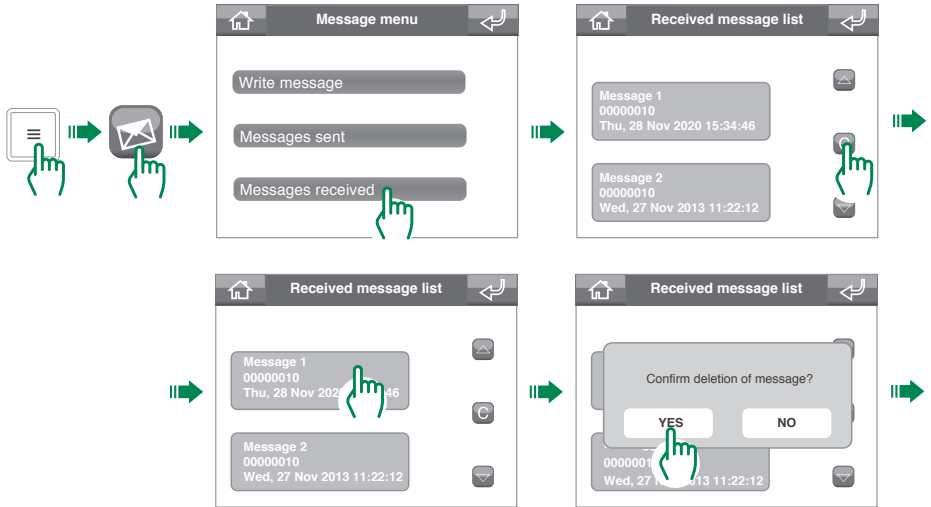 Message menu
Write message
Messages sent
Messages received
Received message list
Message 1
00000010
Thu, 28 Nov 2020 15:34:46
C
Message 2
00000010
Wed, 27 Nov 2013 11:22:12
Received message list
Message 1
00000010
Thu, 28 Nov 202 46
C
Message 2
00000010
Wed, 27 Nov 2013 11:22:12
Received message list
Confirm deletion of message?
YES NO
0000001
Wed, 27 13 11:22:12